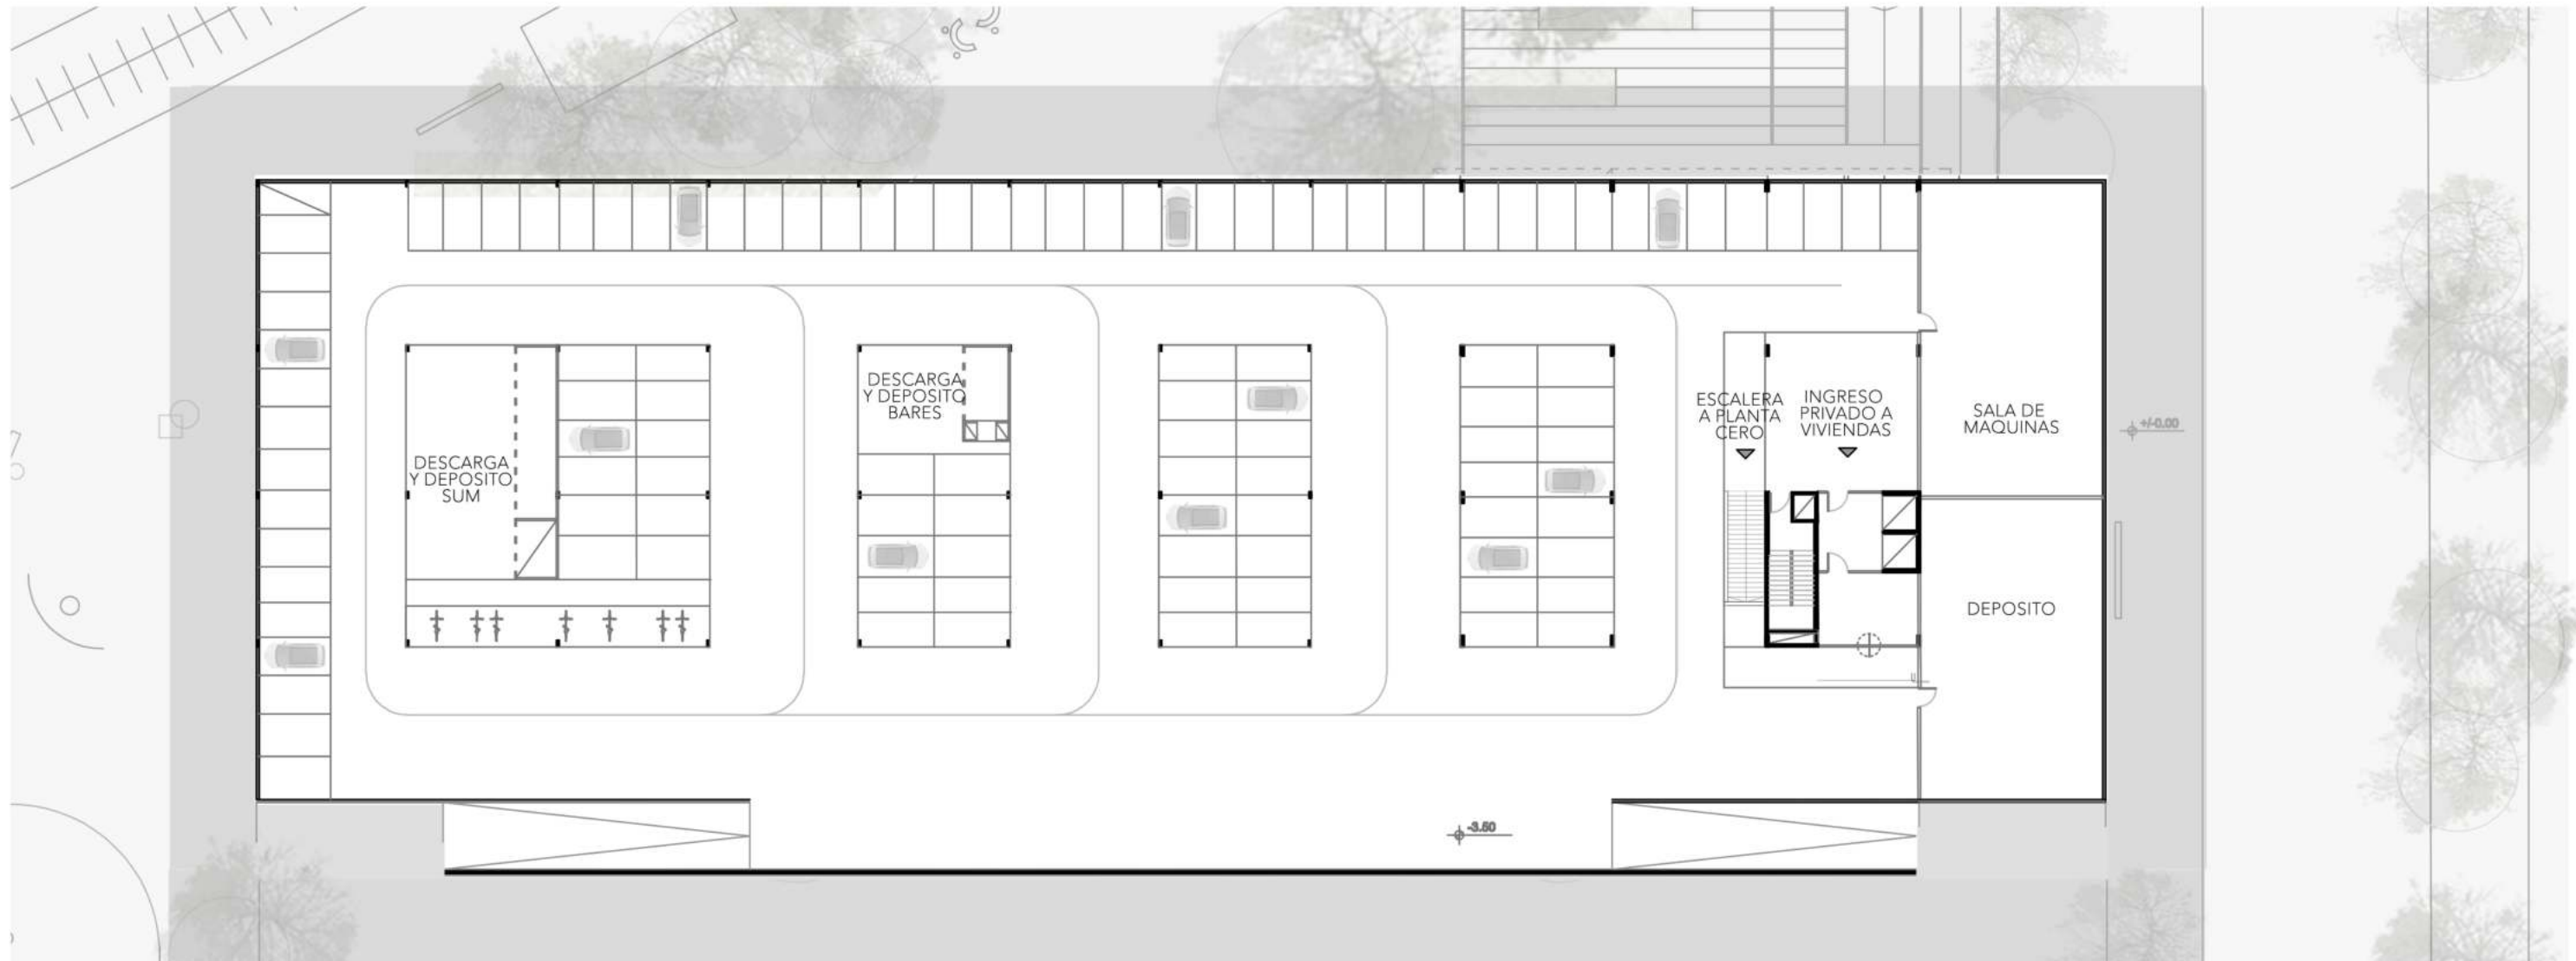 DESCARGA
Y DEPOSITO
SUM
DESCARGA
Y DEPOSITO
BARES
ESCALERA
A PLANTA
CERO
INGRESO
PRIVADO A
VIVIENDAS
SALA DE
MAQUINAS
+/-0.00
DEPOSITO
-3.50